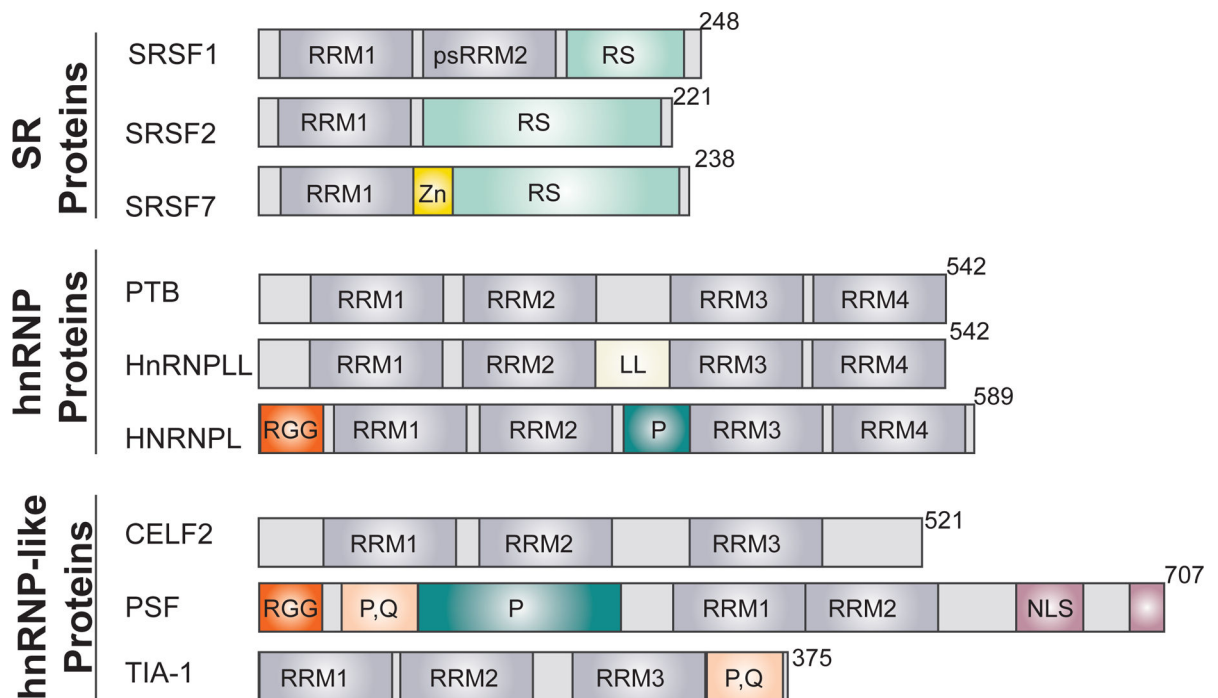 SR
Proteins
SRSF1
RRM1
psRRM2
RS
248
SRSF2
RRM1
RS
221
SRSF7
RRM1
Zn
RS
238
hnRNP
Proteins
PTB
RRM1
RRM2
RRM3
RRM4
542
HnRNPLL
RRM1
RRM2
LL
RRM3
RRM4
542
HNRNPL
RGG
RRM1
RRM2
P
RRM3
RRM4
589
hnRNP-like
Proteins
CELF2
RRM1
RRM2
RRM3
521
PSF
RGG
P,Q
P
RRM1
RRM2
NLS
707
TIA-1
RRM1
RRM2
RRM3
P,Q
375